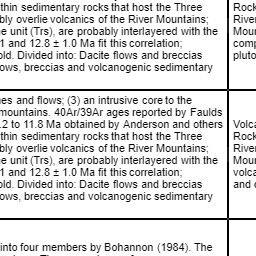 thin sedimentary rocks that host the Three
bly overlie volcanics of the River Mountains;
e unit (Trs), are probably interlayered with the
1 and 12.8 ± 1.0 Ma fit this correlation;
old. Divided into: Dacite flows and breccias
ows, breccias and volcanogenic sedimentary
Rock
River
Moun
comp
pluto
es and flows; (3) an intrusive core to the
mountains. 40Ar/39Ar ages reported by Faulds
.2 to 11.8 Ma obtained by Anderson and others
thin sedimentary rocks that host the Three
bly overlie volcanics of the River Mountains;
e unit (Trs), are probably interlayered with the
1 and 12.8 ± 1.0 Ma fit this correlation;
old. Divided into: Dacite flows and breccias
ows, breccias and volcanogenic sedimentary
Volca
Rock
River
Moun
volca
and c
into four members by Bohannon (1984). The